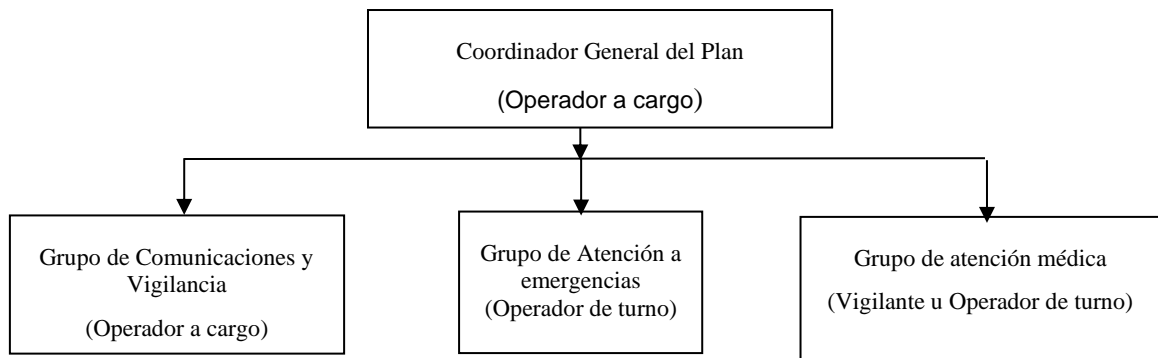 Coordinador General del Plan
(Operador a cargo)
Grupo de Comunicaciones y
Vigilancia
(Operador a cargo)
Grupo de Atención a
emergencias
(Operador de turno)
Grupo de atención médica
(Vigilante u Operador de turno)